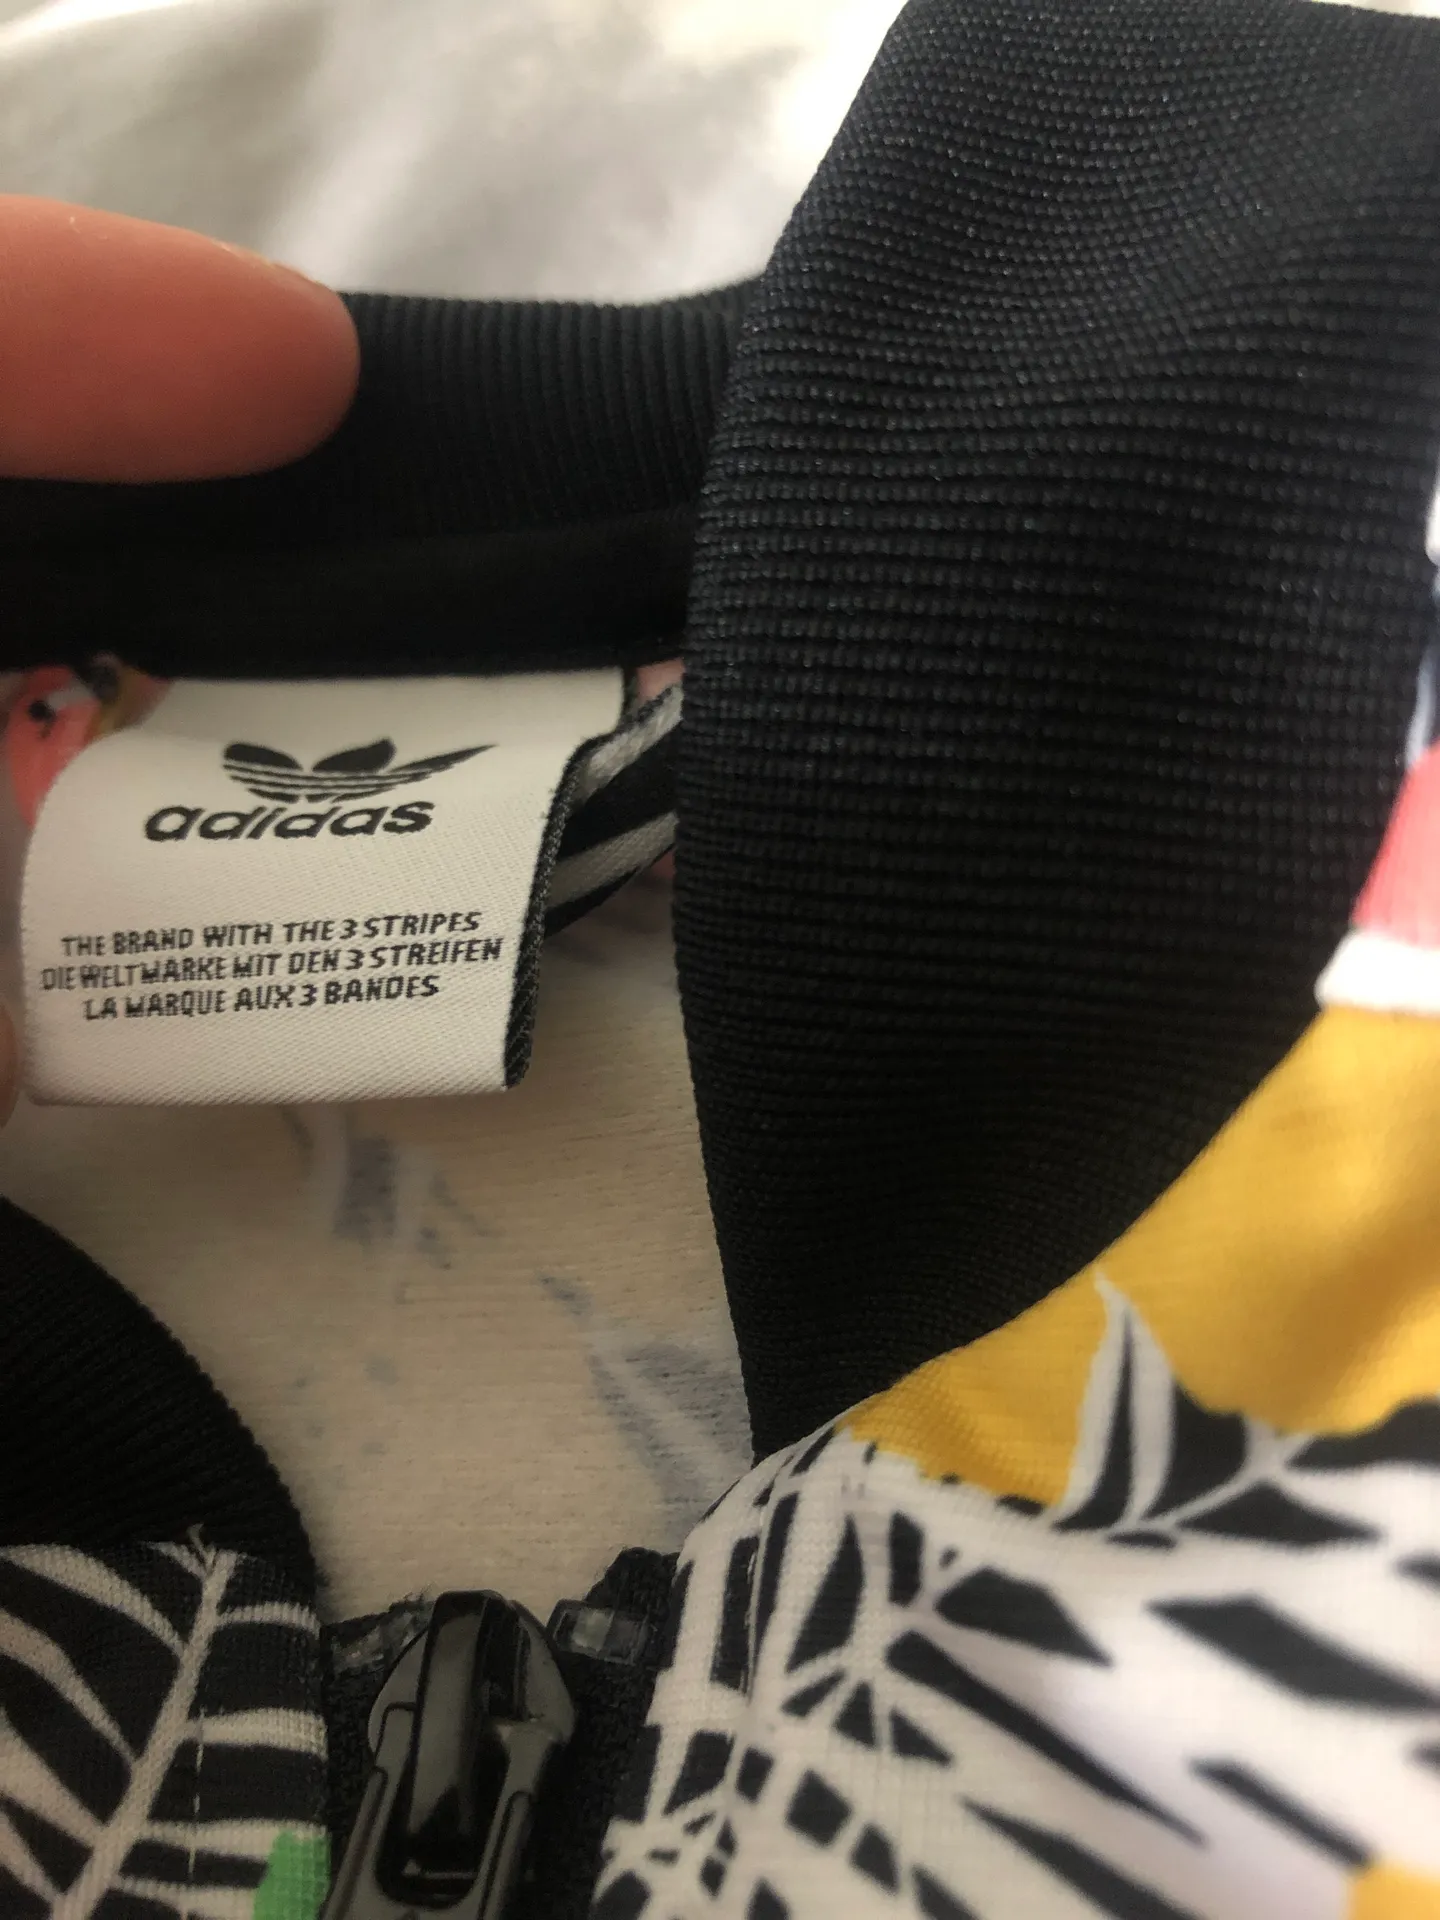 adidas
THE BRAND WITH THE 3 STRIPES
DIE WELTMARKE MIT DEN 3 STREIFEN
LA MARQUE AUX 3 BANDES